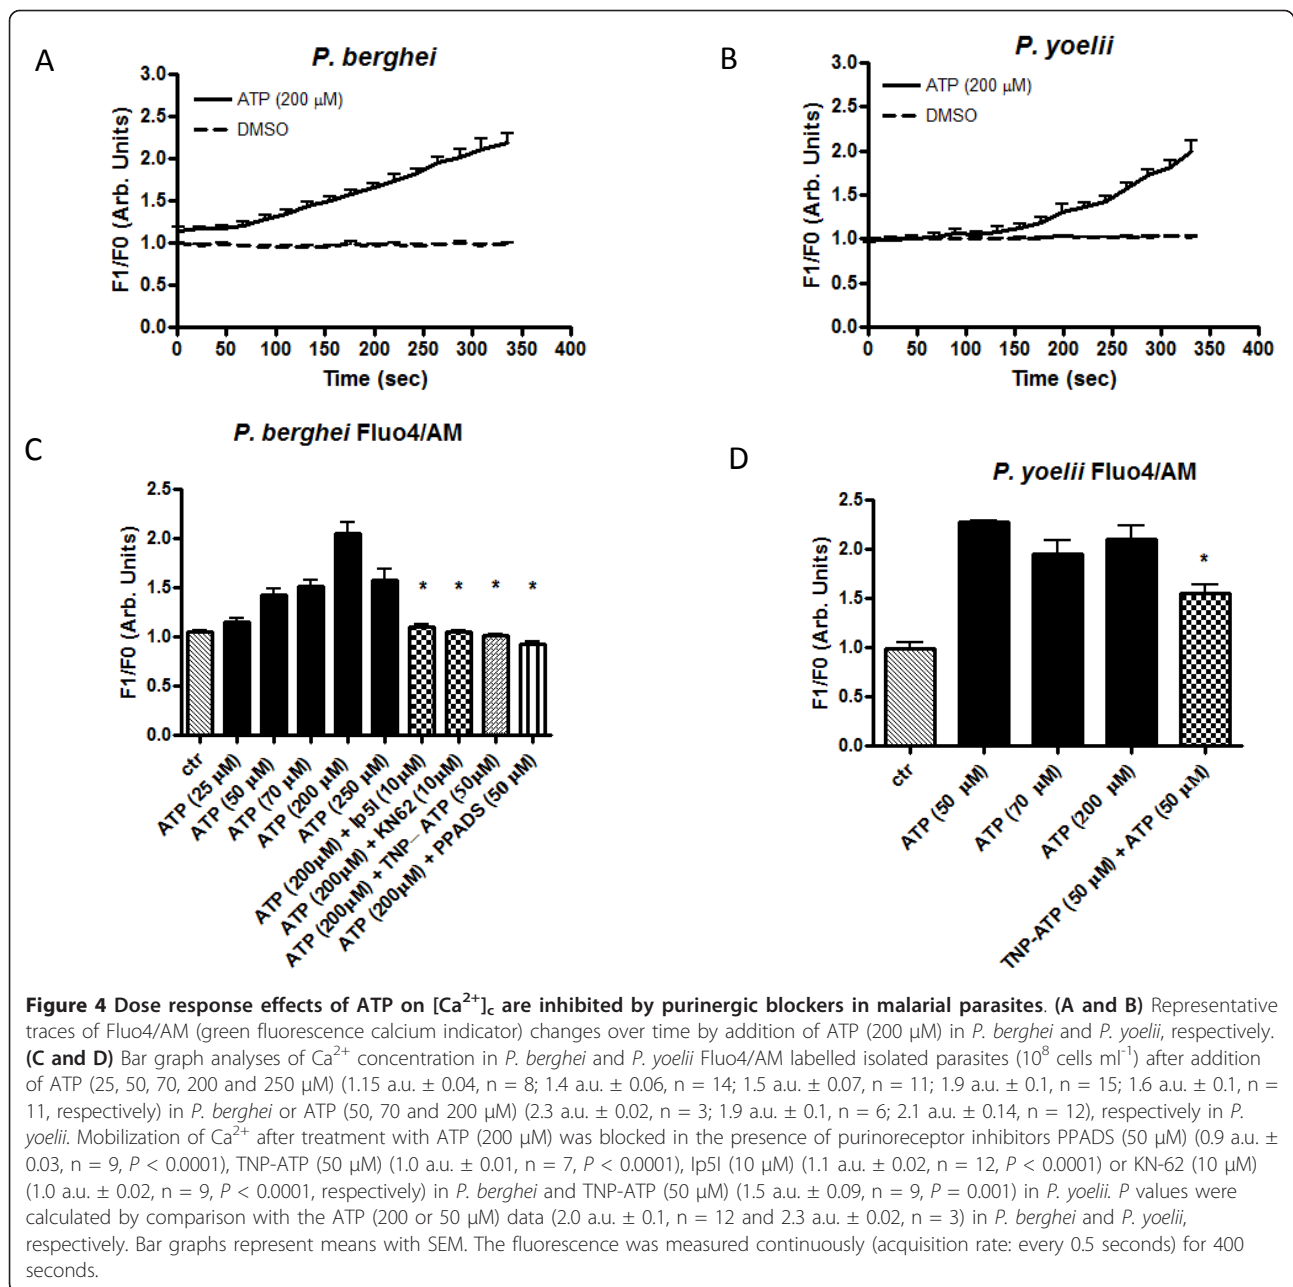 A
P. berghei
3.0
2.5
2.0
1.5
1.0
0.5
0.0
F1/F0 (Arb. Units)
ATP (200 µM)
DMSO
0 50 100 150 200 250 300 350 400
Time (sec)
B
P. yoelii
3.0
2.5
2.0
1.5
1.0
0.5
0.0
F1/F0 (Arb. Units)
ATP (200 µM)
DMSO
0 50 100 150 200 250 300 350 400
Time (sec)
C
P. berghei Fluo4/AM
2.5
2.0
1.5
1.0
0.5
0.0
F1/F0 (Arb. Units)
* * * *
ctr
ATP (25 µM)
ATP (50 µM)
ATP (70 µM)
ATP (200 µM)
ATP (250 µM)
ATP (200µM) + Ip5I (10µM)
ATP (200µM) + KN62 (10µM)
ATP (200µM) + TNP– ATP (50µM)
ATP (200µM) + PPADS (50 µM)
D
P. yoelii Fluo4/AM
2.5
2.0
1.5
1.0
0.5
0.0
F1/F0 (Arb. Units)
*
ctr
ATP (50 µM)
ATP (70 µM)
ATP (200 µM)
TNP-ATP (50 µM) + ATP (50 µM)
Figure 4 Dose response effects of ATP on [Ca²⁺]c are inhibited by purinergic blockers in malarial parasites. (A and B) Representative
traces of Fluo4/AM (green fluorescence calcium indicator) changes over time by addition of ATP (200 µM) in P. berghei and P. yoelii, respectively.
(C and D) Bar graph analyses of Ca²⁺ concentration in P. berghei and P. yoelii Fluo4/AM labelled isolated parasites (10⁸ cells ml⁻¹) after addition
of ATP (25, 50, 70, 200 and 250 µM) (1.15 a.u. ± 0.04, n = 8; 1.4 a.u. ± 0.06, n = 14; 1.5 a.u. ± 0.07, n = 11; 1.9 a.u. ± 0.1, n = 15; 1.6 a.u. ± 0.1, n =
11, respectively) in P. berghei or ATP (50, 70 and 200 µM) (2.3 a.u. ± 0.02, n = 3; 1.9 a.u. ± 0.1, n = 6; 2.1 a.u. ± 0.14, n = 12), respectively in P.
yoelii. Mobilization of Ca²⁺ after treatment with ATP (200 µM) was blocked in the presence of purinoreceptor inhibitors PPADS (50 µM) (0.9 a.u. ±
0.03, n = 9, P < 0.0001), TNP-ATP (50 µM) (1.0 a.u. ± 0.01, n = 7, P < 0.0001), Ip5I (10 µM) (1.1 a.u. ± 0.02, n = 12, P < 0.0001) or KN-62 (10 µM)
(1.0 a.u. ± 0.02, n = 9, P < 0.0001, respectively) in P. berghei and TNP-ATP (50 µM) (1.5 a.u. ± 0.09, n = 9, P = 0.001) in P. yoelii. P values were
calculated by comparison with the ATP (200 or 50 µM) data (2.0 a.u. ± 0.1, n = 12 and 2.3 a.u. ± 0.02, n = 3) in P. berghei and P. yoelii,
respectively. Bar graphs represent means with SEM. The fluorescence was measured continuously (acquisition rate: every 0.5 seconds) for 400
seconds.